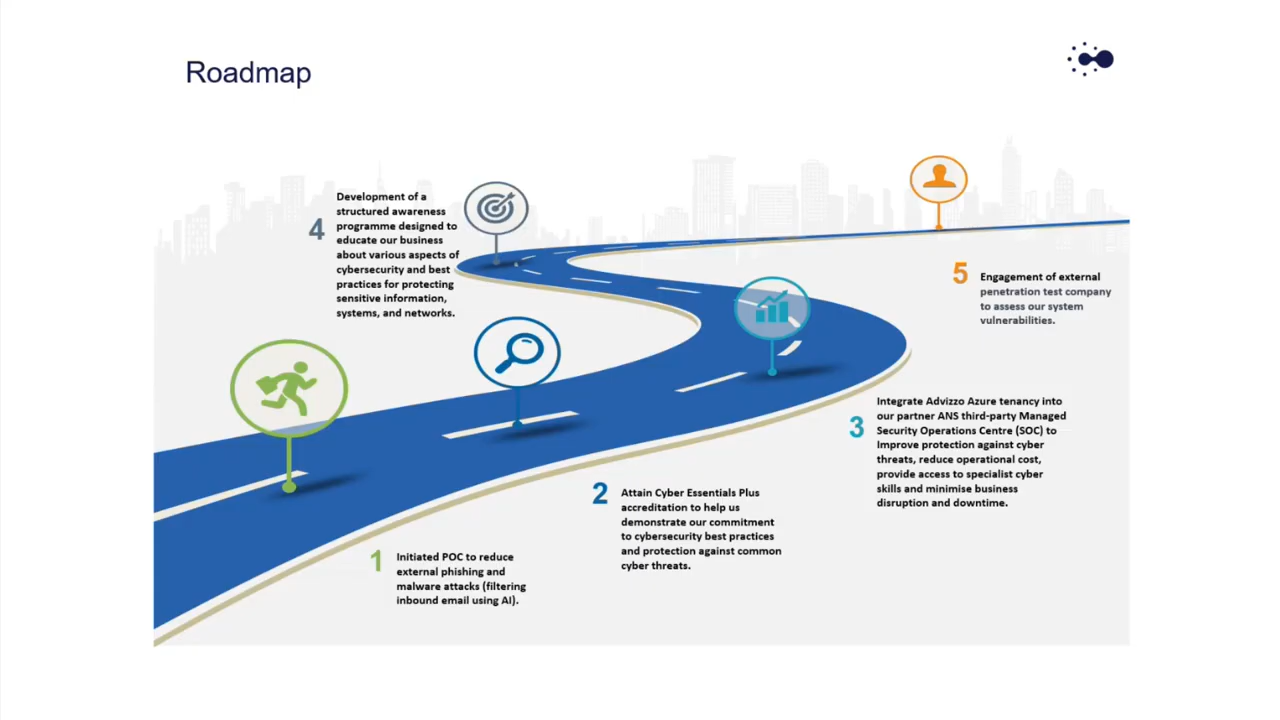 Roadmap
4
Development of a
structured awareness
programme designed to
educate our business
about various aspects of
cybersecurity and best
practices for protecting
sensitive information,
systems, and networks.
5
Engagement of external
penetration test company
to assess our system
vulnerabilities.
3
Integrate Advizzo Azure tenancy into
our partner ANS third-party Managed
Security Operations Centre (SOC) to
Improve protection against cyber
threats, reduce operational cost,
provide access to specialist cyber
skills and minimise business
disruption and downtime.
2
Attain Cyber Essentials Plus
accreditation to help us
demonstrate our commitment
to cybersecurity best practices
and protection against common
cyber threats.
1
Initiated POC to reduce
external phishing and
malware attacks (filtering
inbound email using AI).